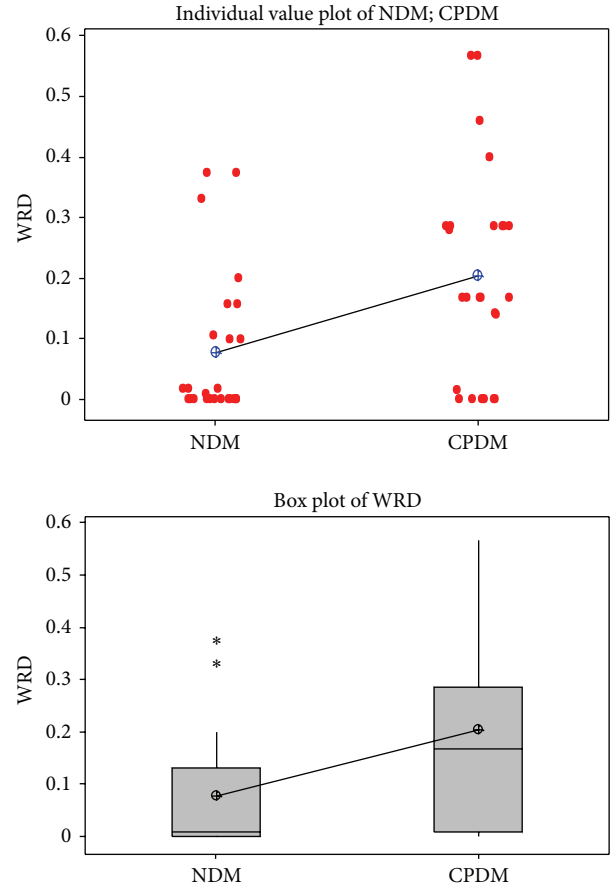 Individual value plot of NDM; CPDM
0.6
0.5
0.4
0.3
0.2
0.1
0
WRD
NDM CPDM
Box plot of WRD
0.6
0.5
0.4
0.3
0.2
0.1
0
WRD
NDM CPDM